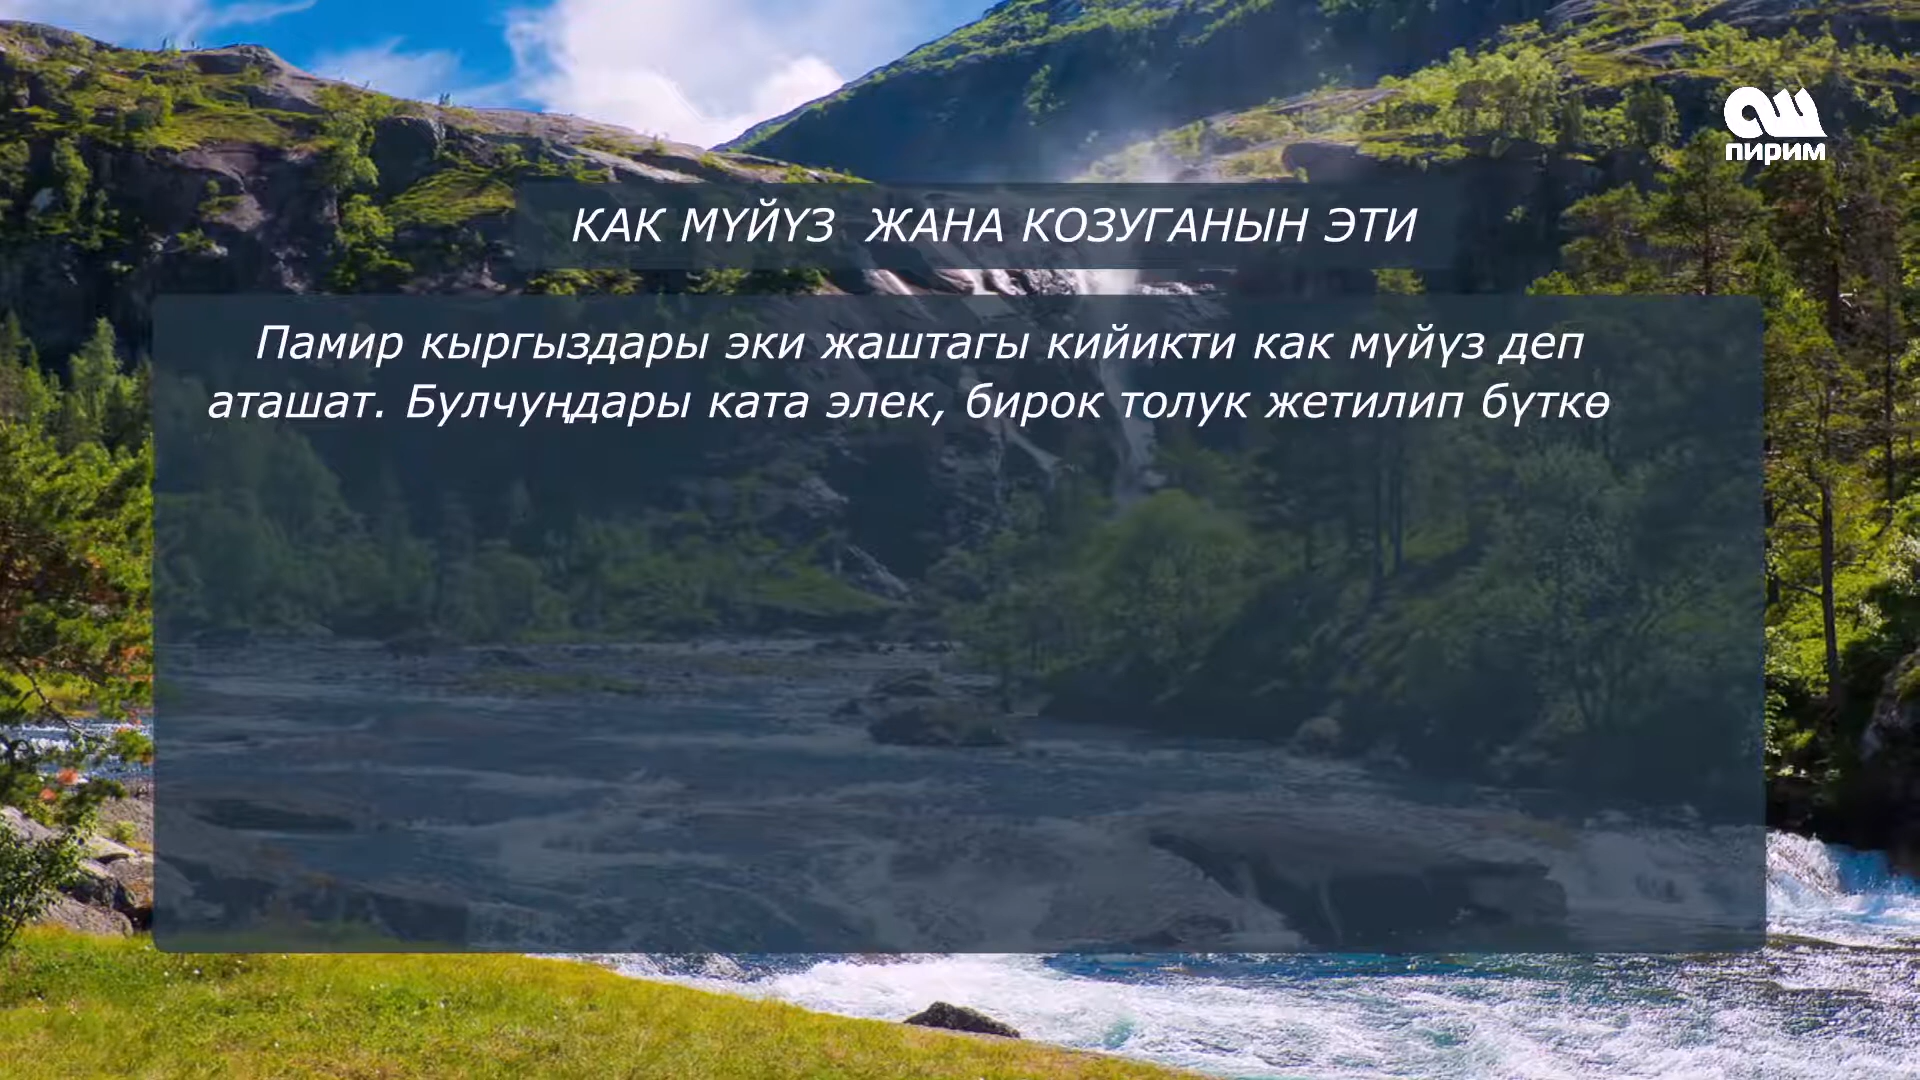 аш
пирим
КАК МҮЙҮЗ ЖАНА КОЗУГАНЫН ЭТИ
Памир кыргыздары эки жаштагы кийикти как мүйүз деп
аташат. Булчуңдары ката элек, бирок толук жетилип бүткө